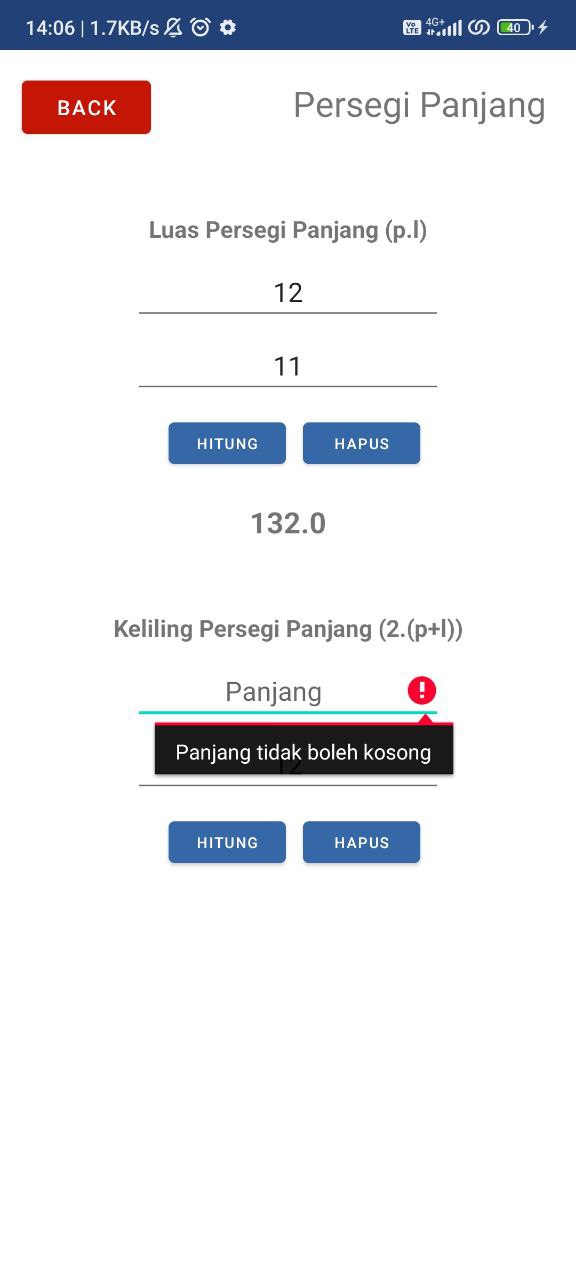 14:06 | 1.7KB/s
Vo LTE 4G+ 40
BACK
Persegi Panjang
Luas Persegi Panjang (p.l)
12
11
HITUNG HAPUS
132.0
Keliling Persegi Panjang (2.(p+l))
Panjang
Panjang tidak boleh kosong
12
HITUNG HAPUS